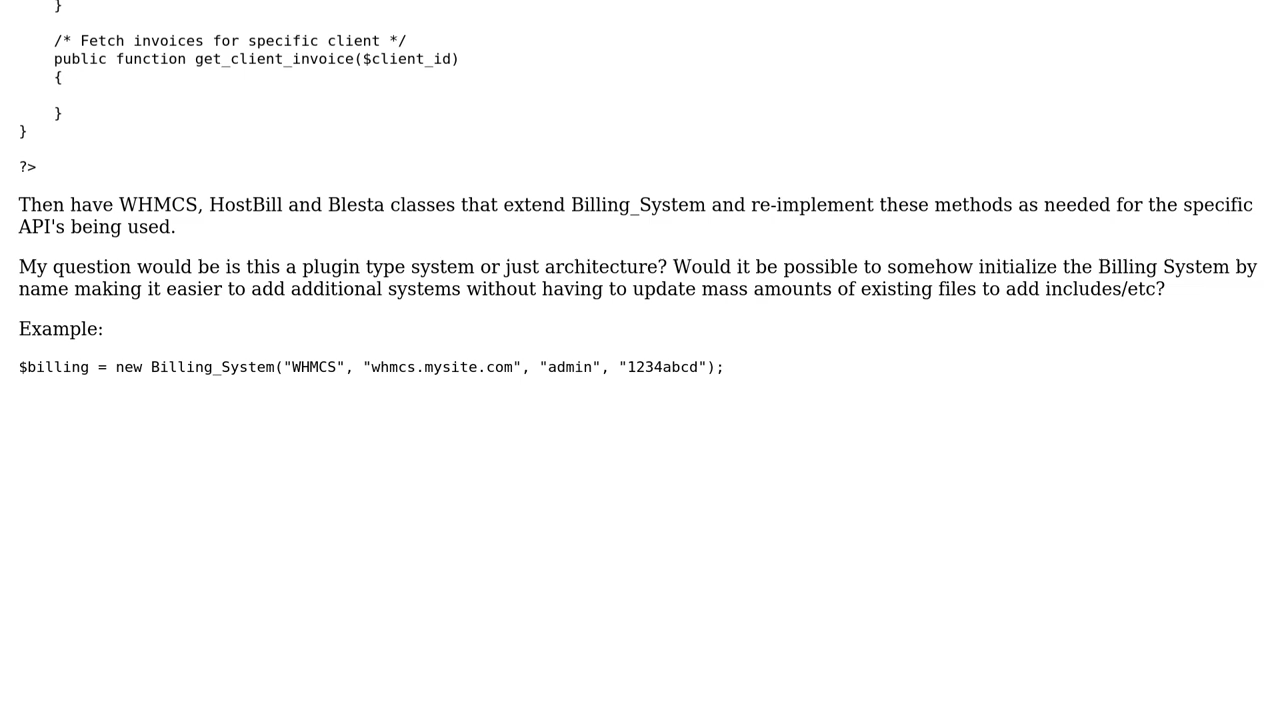 }
/* Fetch invoices for specific client */
public function get_client_invoice($client_id)
{
}
}
?>
Then have WHMCS, HostBill and Blesta classes that extend Billing_System and re-implement these methods as needed for the specific
API's being used.
My question would be is this a plugin type system or just architecture? Would it be possible to somehow initialize the Billing System by
name making it easier to add additional systems without having to update mass amounts of existing files to add includes/etc?
Example:
$billing = new Billing_System("WHMCS", "whmcs.mysite.com", "admin", "1234abcd");